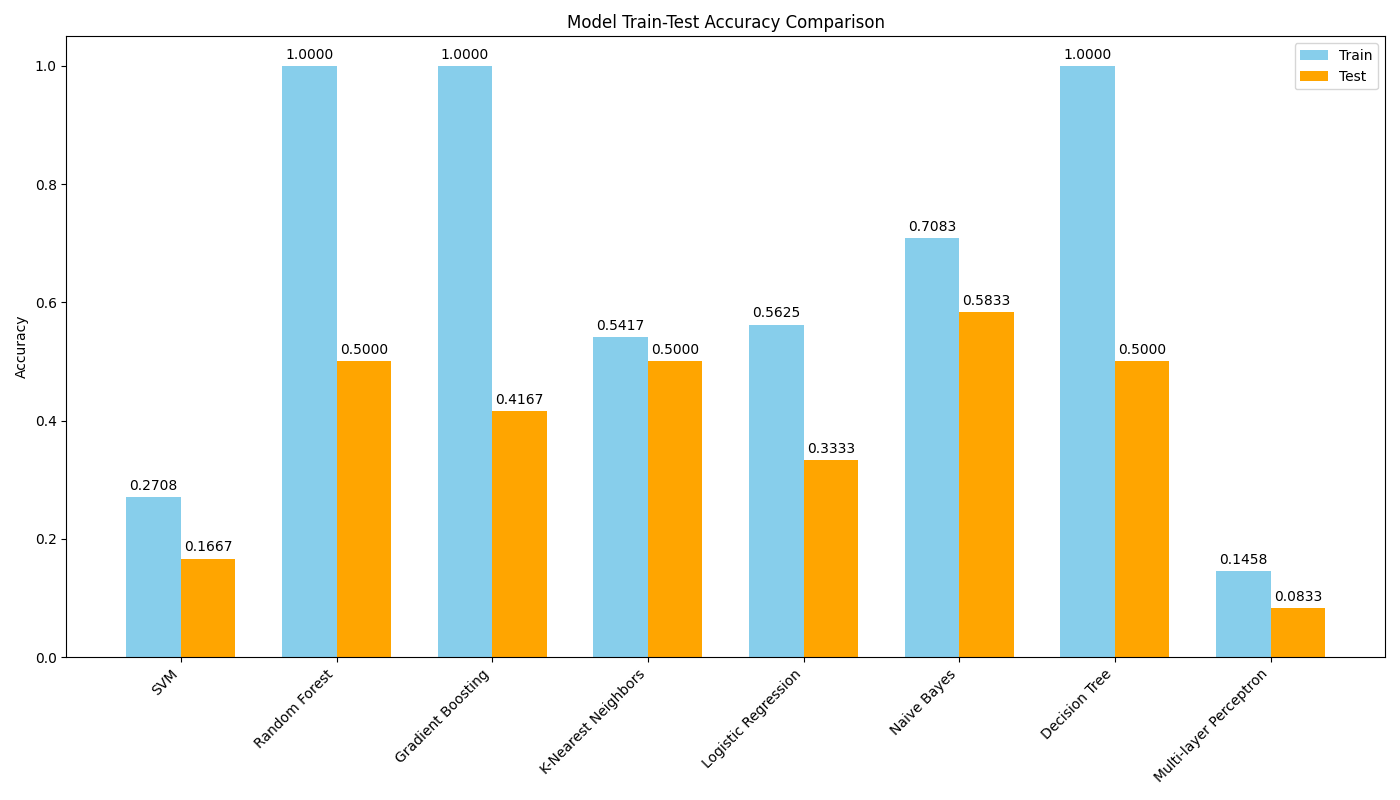 Model Train-Test Accuracy Comparison
Train
Test
Accuracy
1.0
0.8
0.6
0.4
0.2
0.0
0.2708
0.1667
1.0000
0.5000
1.0000
0.4167
0.5417
0.5000
0.5625
0.3333
0.7083
0.5833
1.0000
0.5000
0.1458
0.0833
SVM
Random Forest
Gradient Boosting
K-Nearest Neighbors
Logistic Regression
Naive Bayes
Decision Tree
Multi-layer Perceptron